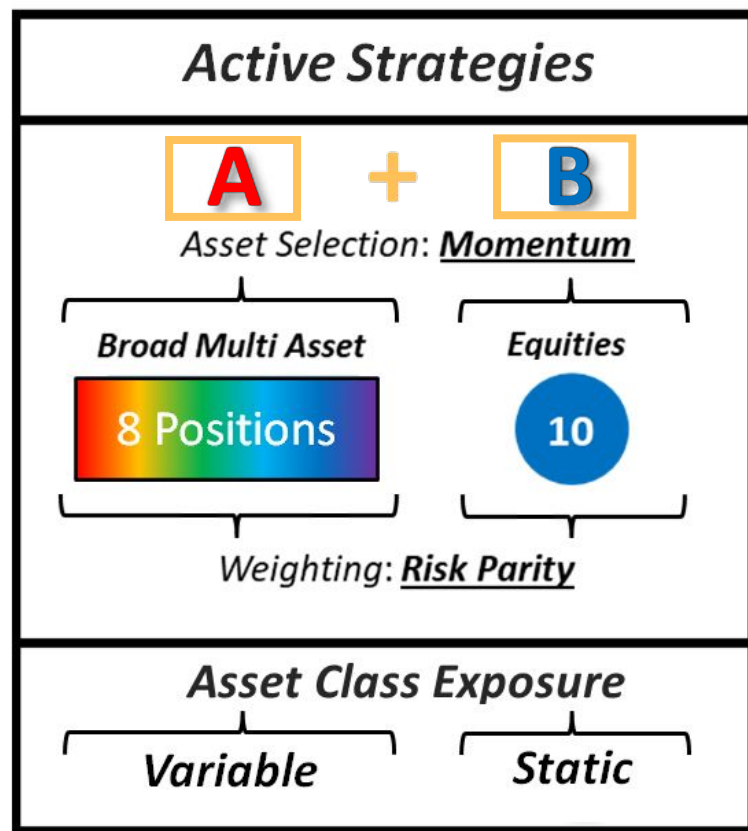 Active Strategies
A + B
Asset Selection: Momentum
Broad Multi Asset Equities
8 Positions 10
Weighting: Risk Parity
Asset Class Exposure
Variable Static